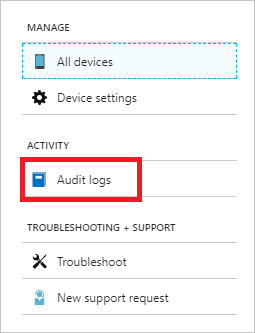 MANAGE
All devices
Device settings
ACTIVITY
Audit logs
TROUBLESHOOTING + SUPPORT
Troubleshoot
New support request